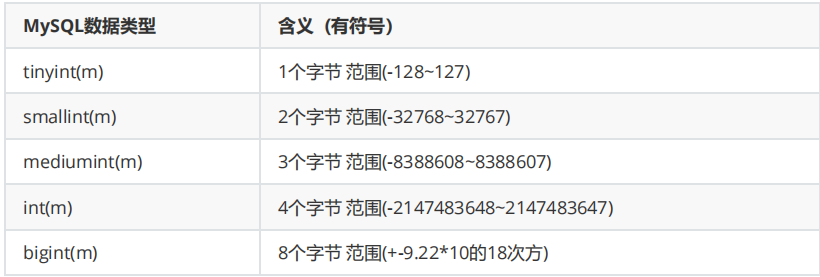 MySQL数据类型 含义（有符号）
tinyint(m) 1个字节 范围(-128~127)
smallint(m) 2个字节 范围(-32768~32767)
mediumint(m) 3个字节 范围(-8388608~8388607)
int(m) 4个字节 范围(-2147483648~2147483647)
bigint(m) 8个字节 范围(+-9.22*10的18次方)